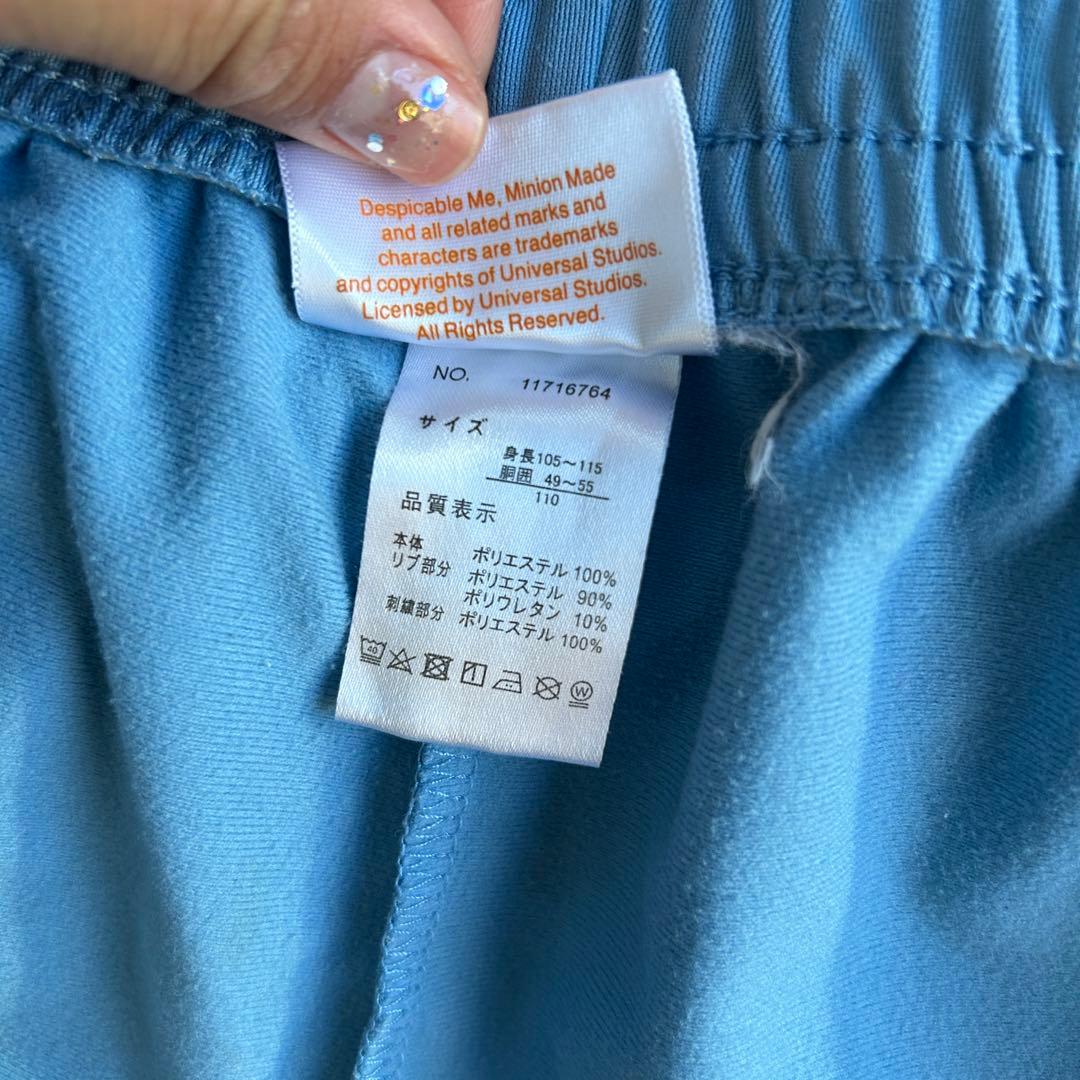 Despicable Me, Minion Made
and all related marks and
characters are trademarks
and copyrights of Universal Studios.
Licensed by Universal Studios.
All Rights Reserved.
NO. 11716764
サイズ
身長105～115
胴囲 49～55
110
品質表示
本体 ポリエステル 100%
リブ部分 ポリエステル 90%
ポリウレタン 10%
刺繍部分 ポリエステル 100%
40
W